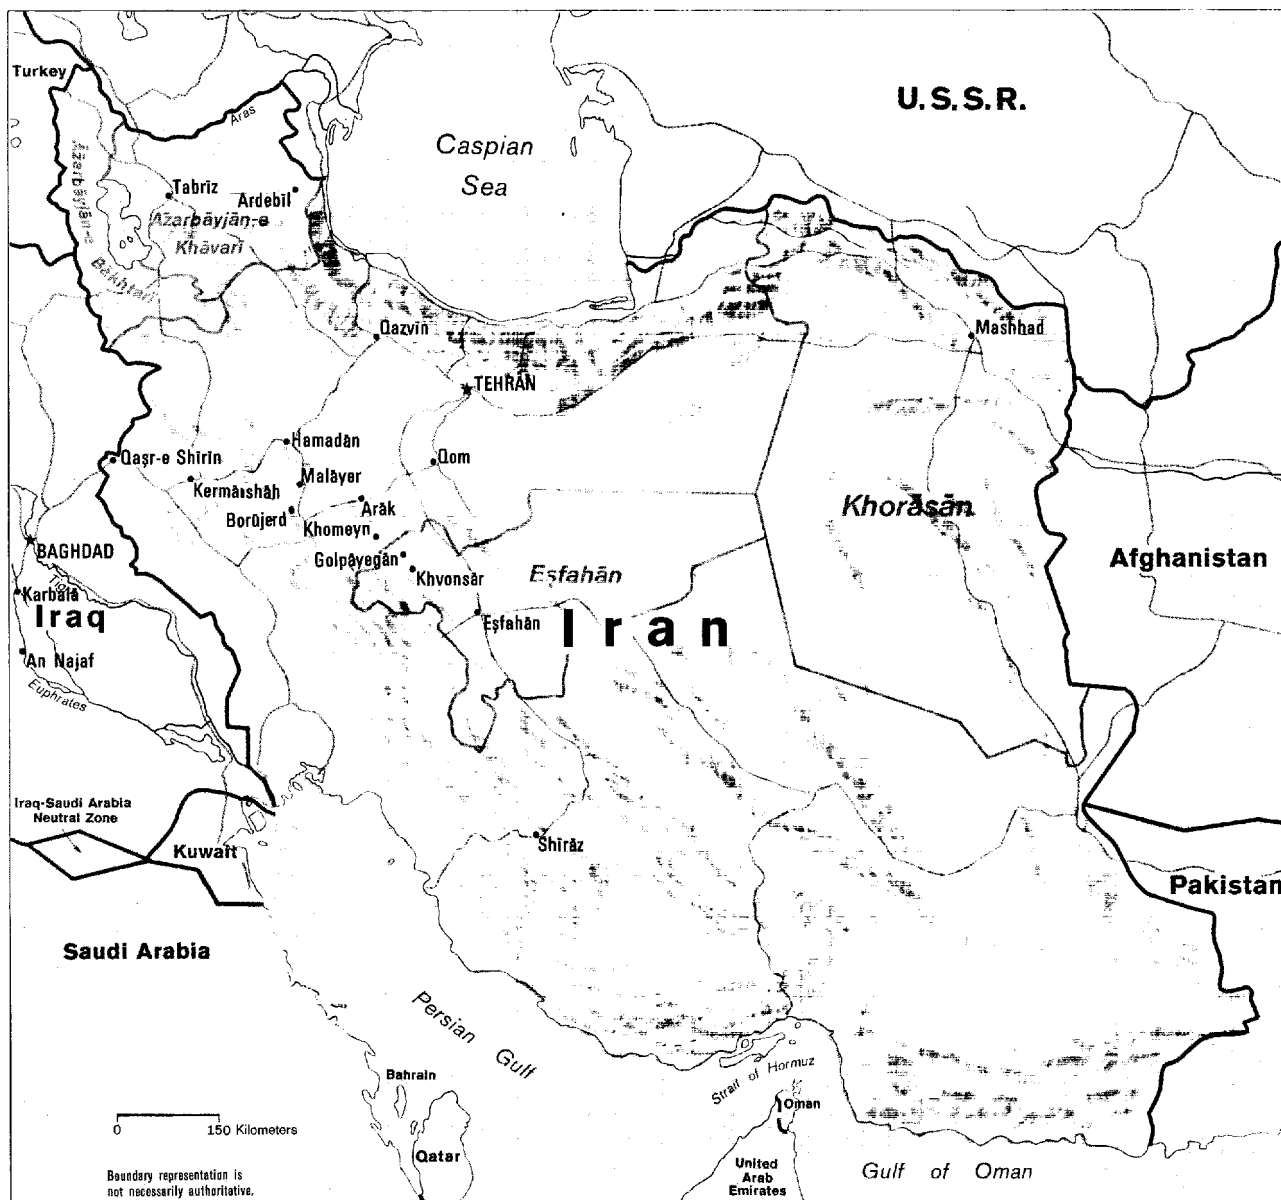 Turkey
U.S.S.R.
Aras
Caspian
Sea
Āzarbāyjān-e
Bākhtarī
Tabrīz
Ardebīl
Āzarbāyjān-e
Khāvarī
Qazvīn
Mashhad
TEHRĀN
Hamadān
Qom
Qaşr-e Shīrīn
Malāyer
Kermānshāh
Arāk
Borūjerd
Khomeyn
Khorāsān
BAGHDAD
Golpāyegān
Khvonsār
Eşfahān
Afghanistan
Tigris
Karbalā
Iraq
Eşfahān
Iran
An Najaf
Euphrates
Iraq-Saudi Arabia
Neutral Zone
Kuwait
Shīrāz
Pakistan
Saudi Arabia
Persian Gulf
Bahrain
Strait of Hormuz
Oman
0 150 Kilometers
Qatar
United
Arab
Emirates
Gulf of Oman
Boundary representation is
not necessarily authoritative.